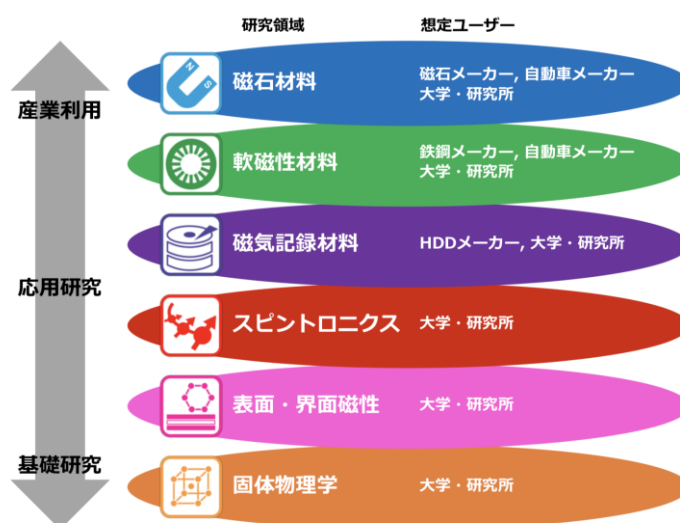 研究領域 想定ユーザー
産業利用
N S
磁石材料
磁石メーカー, 自動車メーカー
大学・研究所
軟磁性材料
鉄鋼メーカー, 自動車メーカー
大学・研究所
応用研究
磁気記録材料
HDDメーカー, 大学・研究所
スピントロニクス
大学・研究所
表面・界面磁性
大学・研究所
基礎研究
固体物理学
大学・研究所